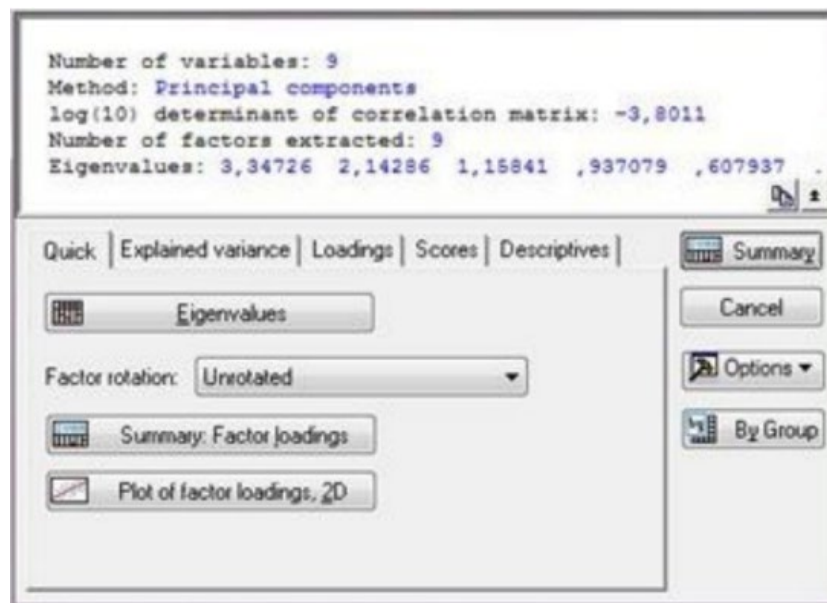 Number of variables: 9
Method: Principal components
log(10) determinant of correlation matrix: -3,8011
Number of factors extracted: 9
Eigenvalues: 3,34726 2,14286 1,15841 ,937079 ,607937 .
Quick Explained variance Loadings Scores Descriptives
Summary
Eigenvalues
Cancel
Factor rotation: Unrotated
Options
Summary: Factor loadings
By Group
Plot of factor loadings, 2D